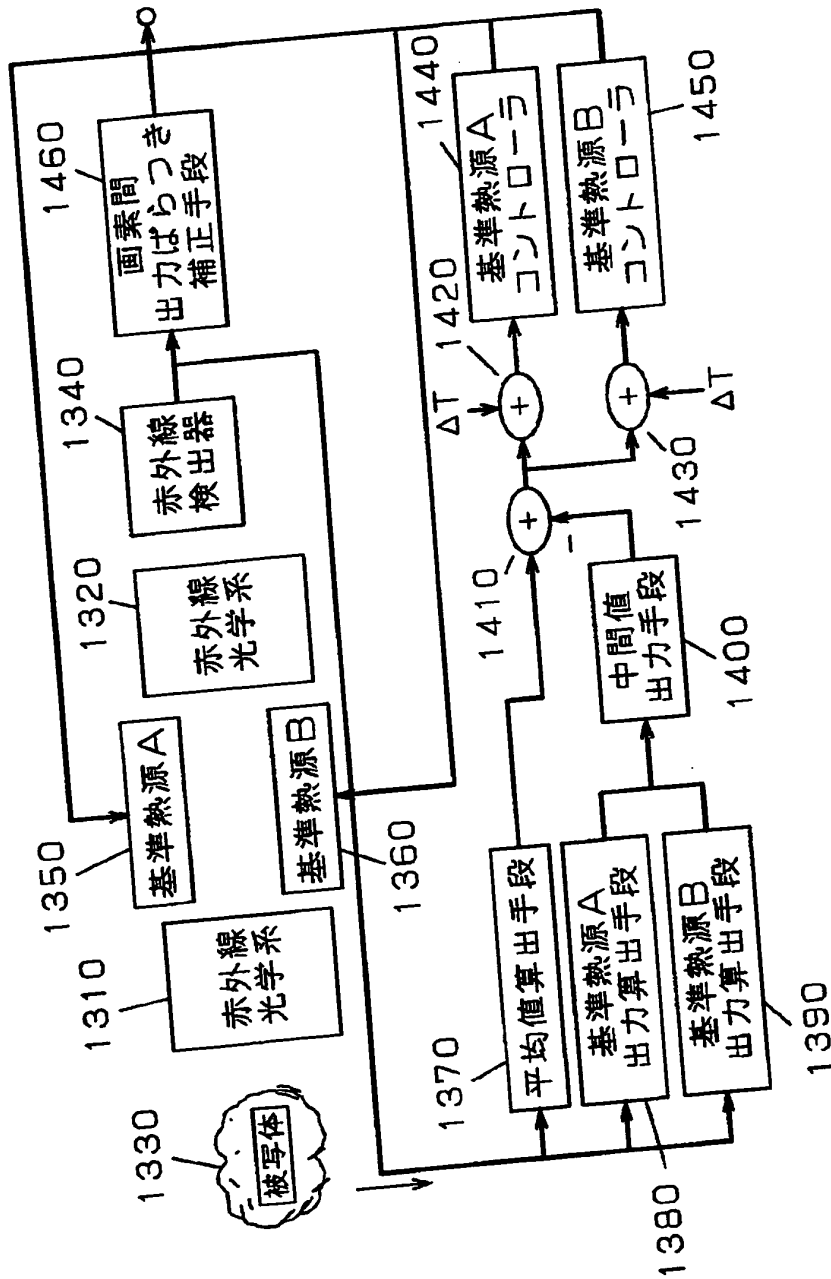 1330
被写体
1310
赤外線
光学系
1350
基準熱源A
基準熱源B
1360
1320
赤外線
光学系
1340
赤外線
検出器
1460
画素間
出力ばらつき
補正手段
1370
平均値算出手段
1380
基準熱源A
出力算出手段
基準熱源B
出力算出手段
1390
中間値
出力手段
1400
1410
+
-
ΔT
1420
+
+
1430
ΔT
基準熱源A
コントローラ
1440
基準熱源B
コントローラ
1450